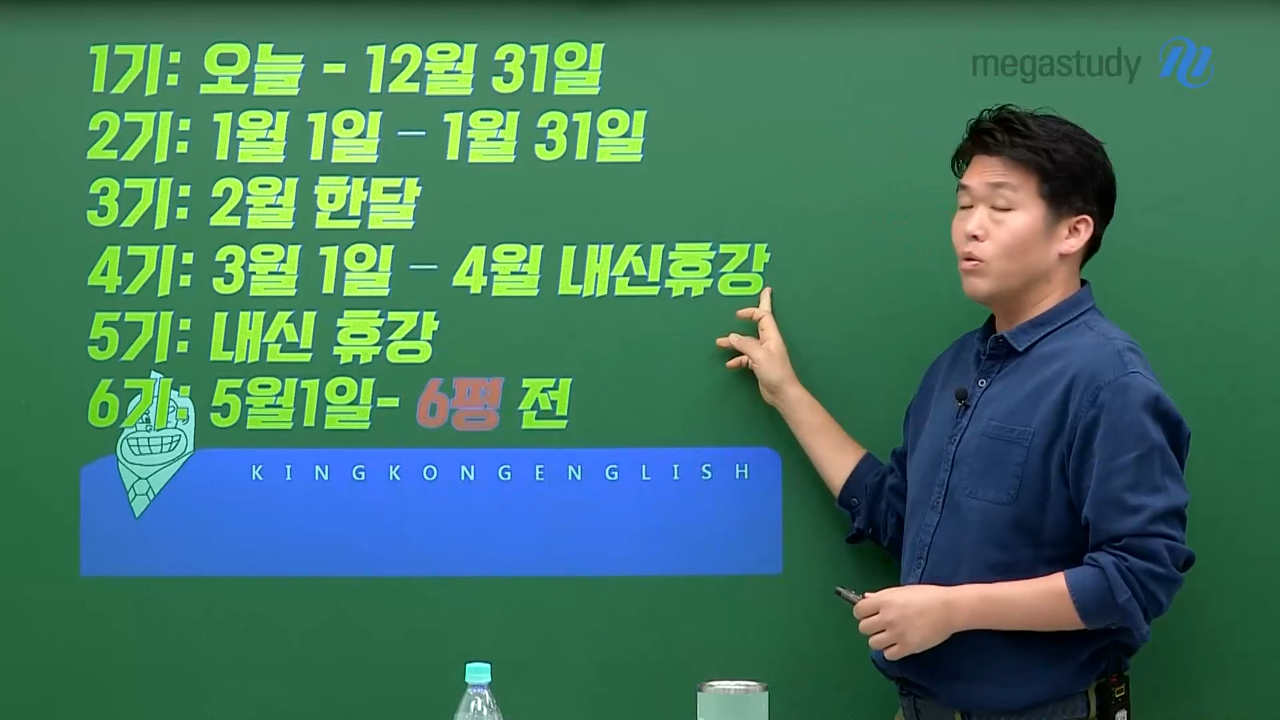 1기: 오늘 - 12월 31일
megastudy
2기: 1월 1일 – 1월 31일
3기: 2월 한달
4기: 3월 1일 – 4월 내신휴강
5기: 내신 휴강
6기: 5월1일- 6평 전
KINGKONGENGLISH